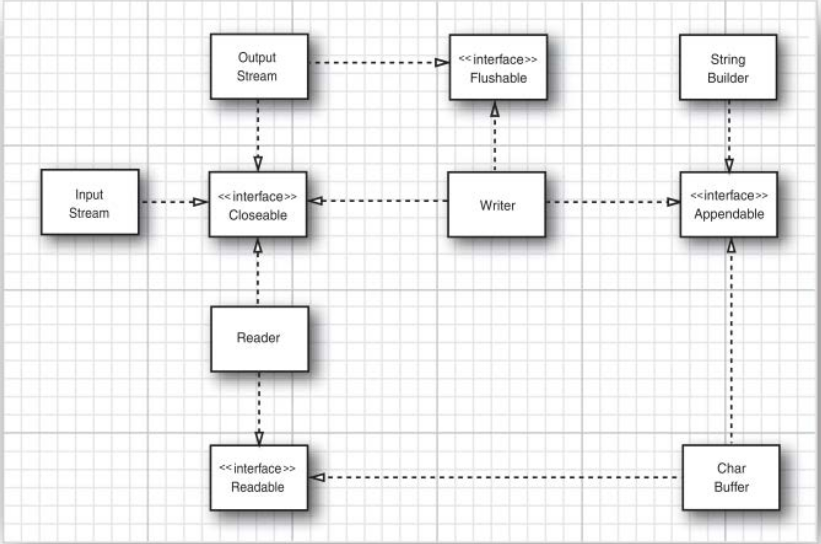 Output
Stream
<<interface>>
Flushable
String
Builder
Input
Stream
<<interface>>
Closeable
Writer
<<interface>>
Appendable
Reader
<<interface>>
Readable
Char
Buffer